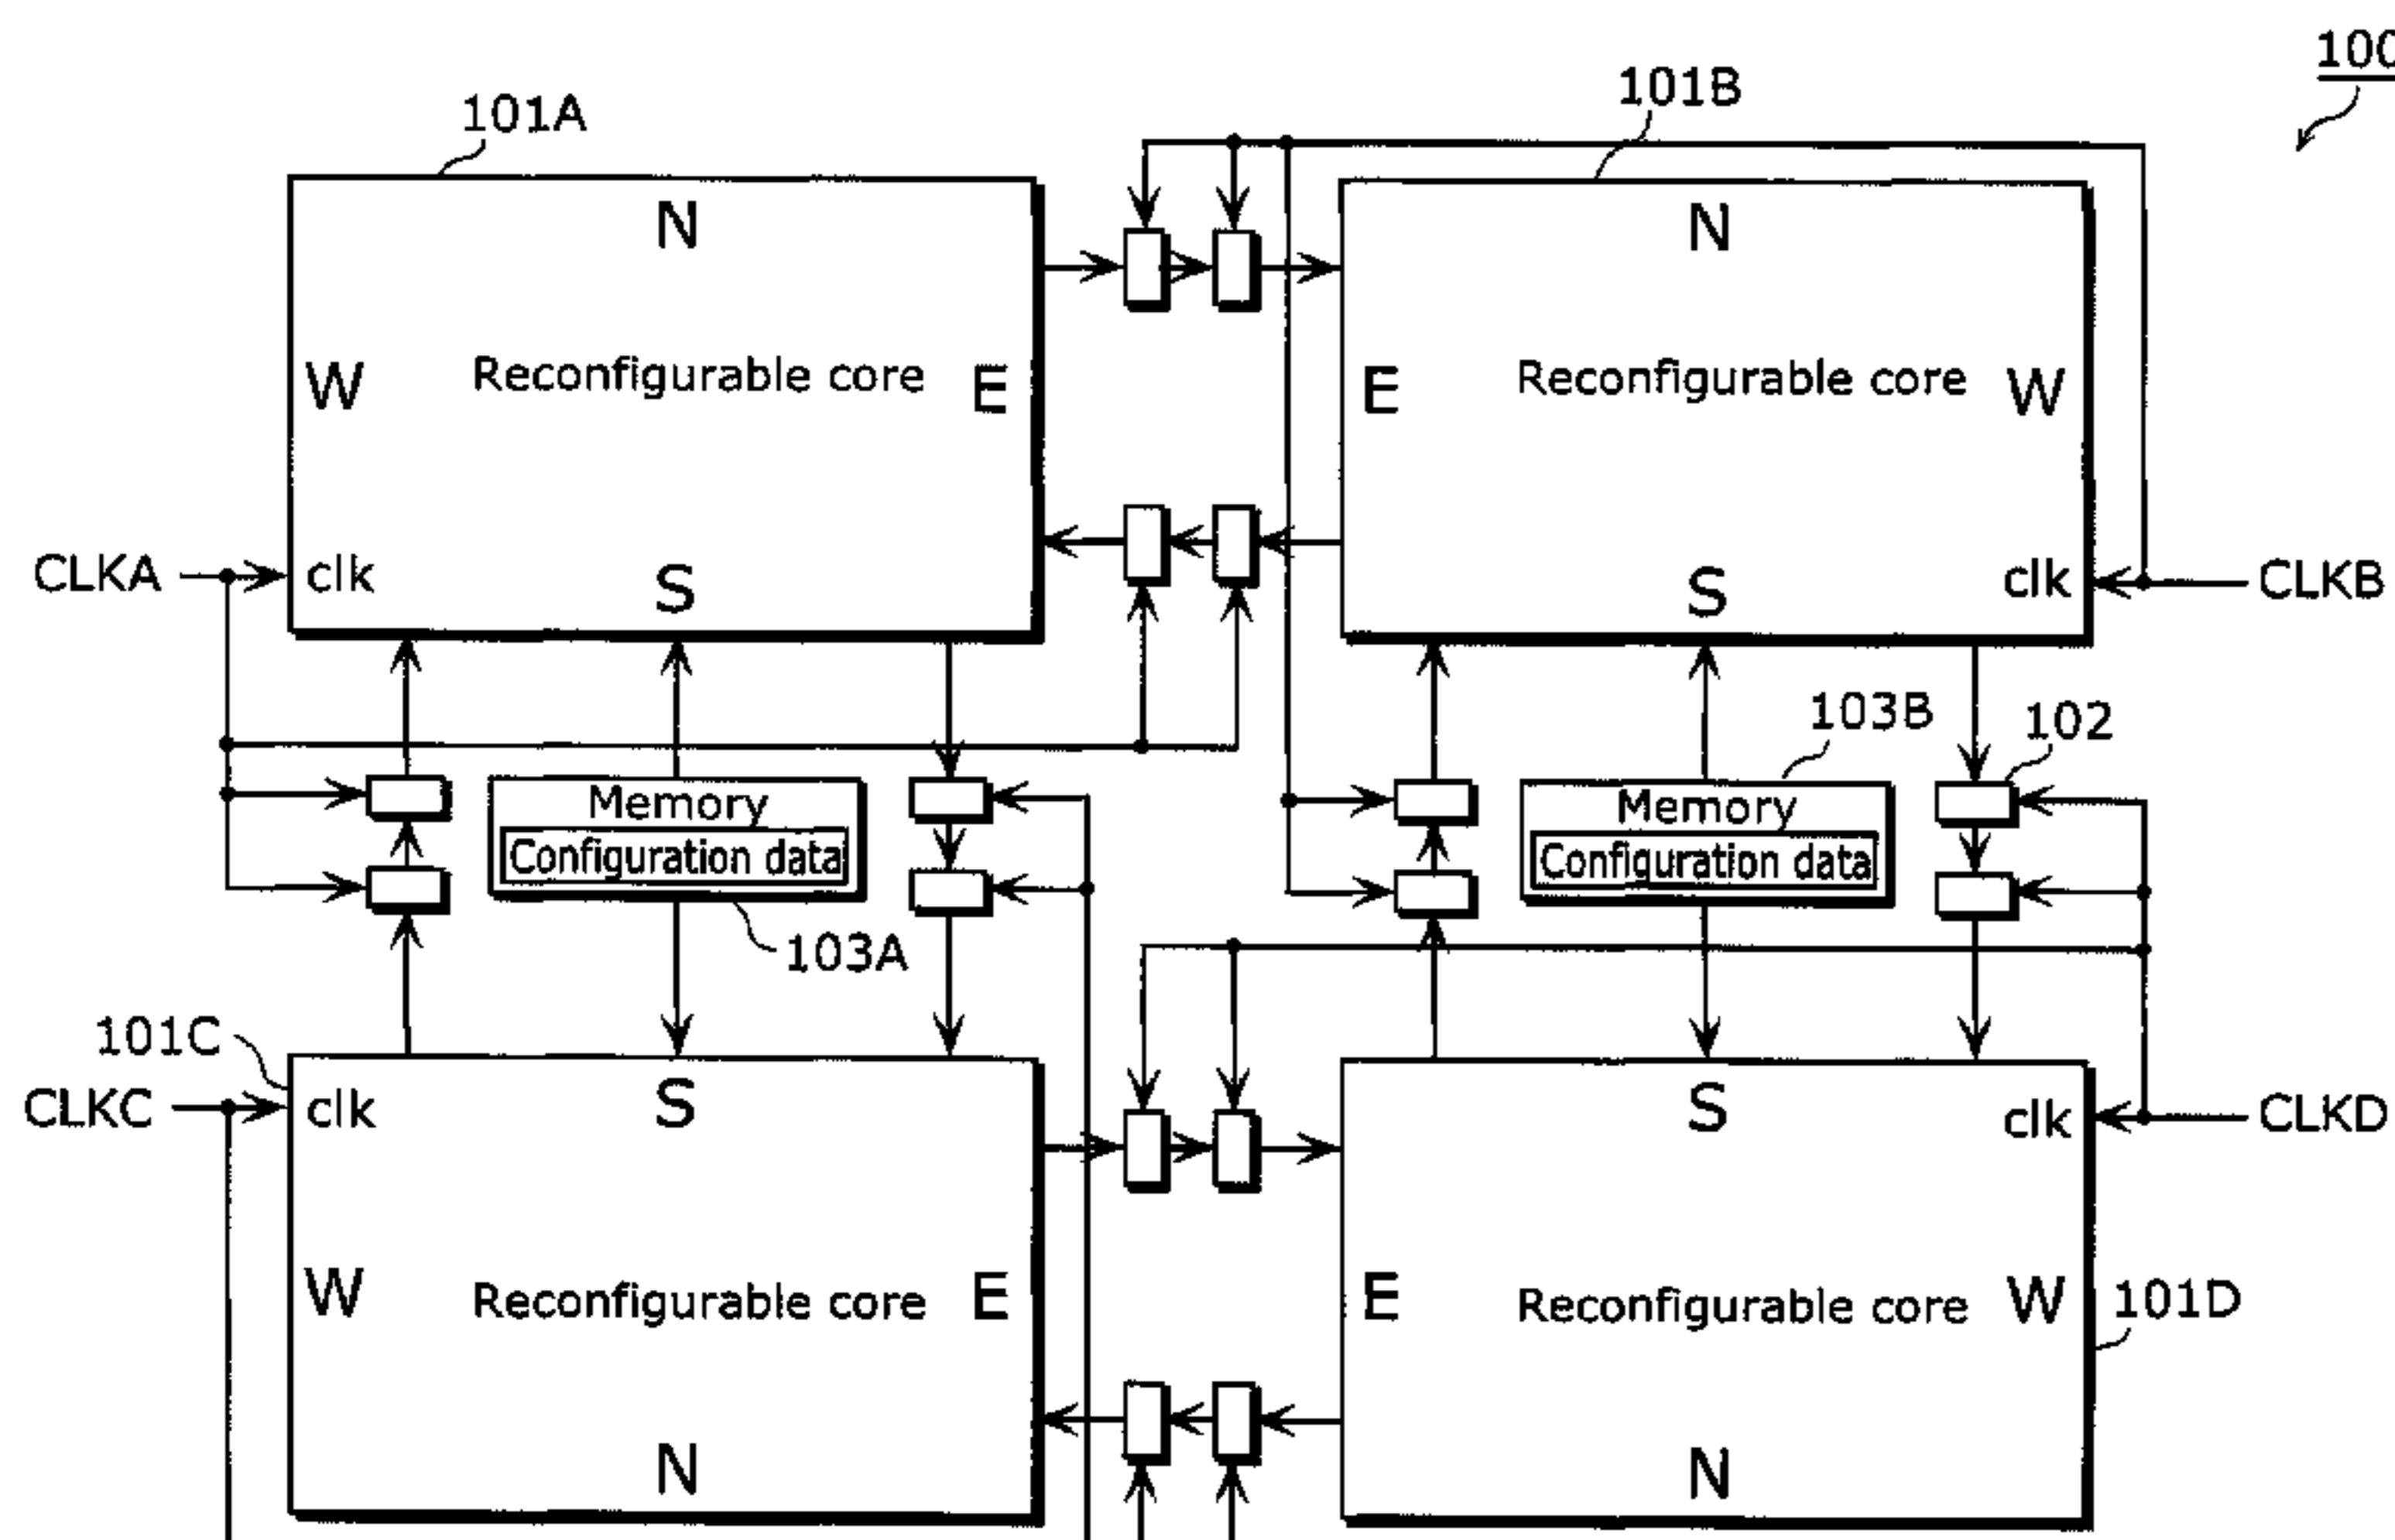 100
101A
101B
N
N
W
Reconfigurable core
E
E
Reconfigurable core
W
CLKA
clk
S
S
clk
CLKB
103B
102
Memory
Configuration data
Memory
Configuration data
103A
101C
CLKC
clk
S
S
clk
CLKD
W
Reconfigurable core
E
E
Reconfigurable core
W
101D
N
N